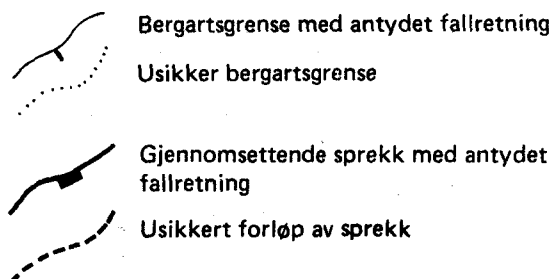 Bergartsgrense med antydet fallretning
Usikker bergartsgrense
Gjennomsettende sprekk med antydet
fallretning
Usikkert forløp av sprekk